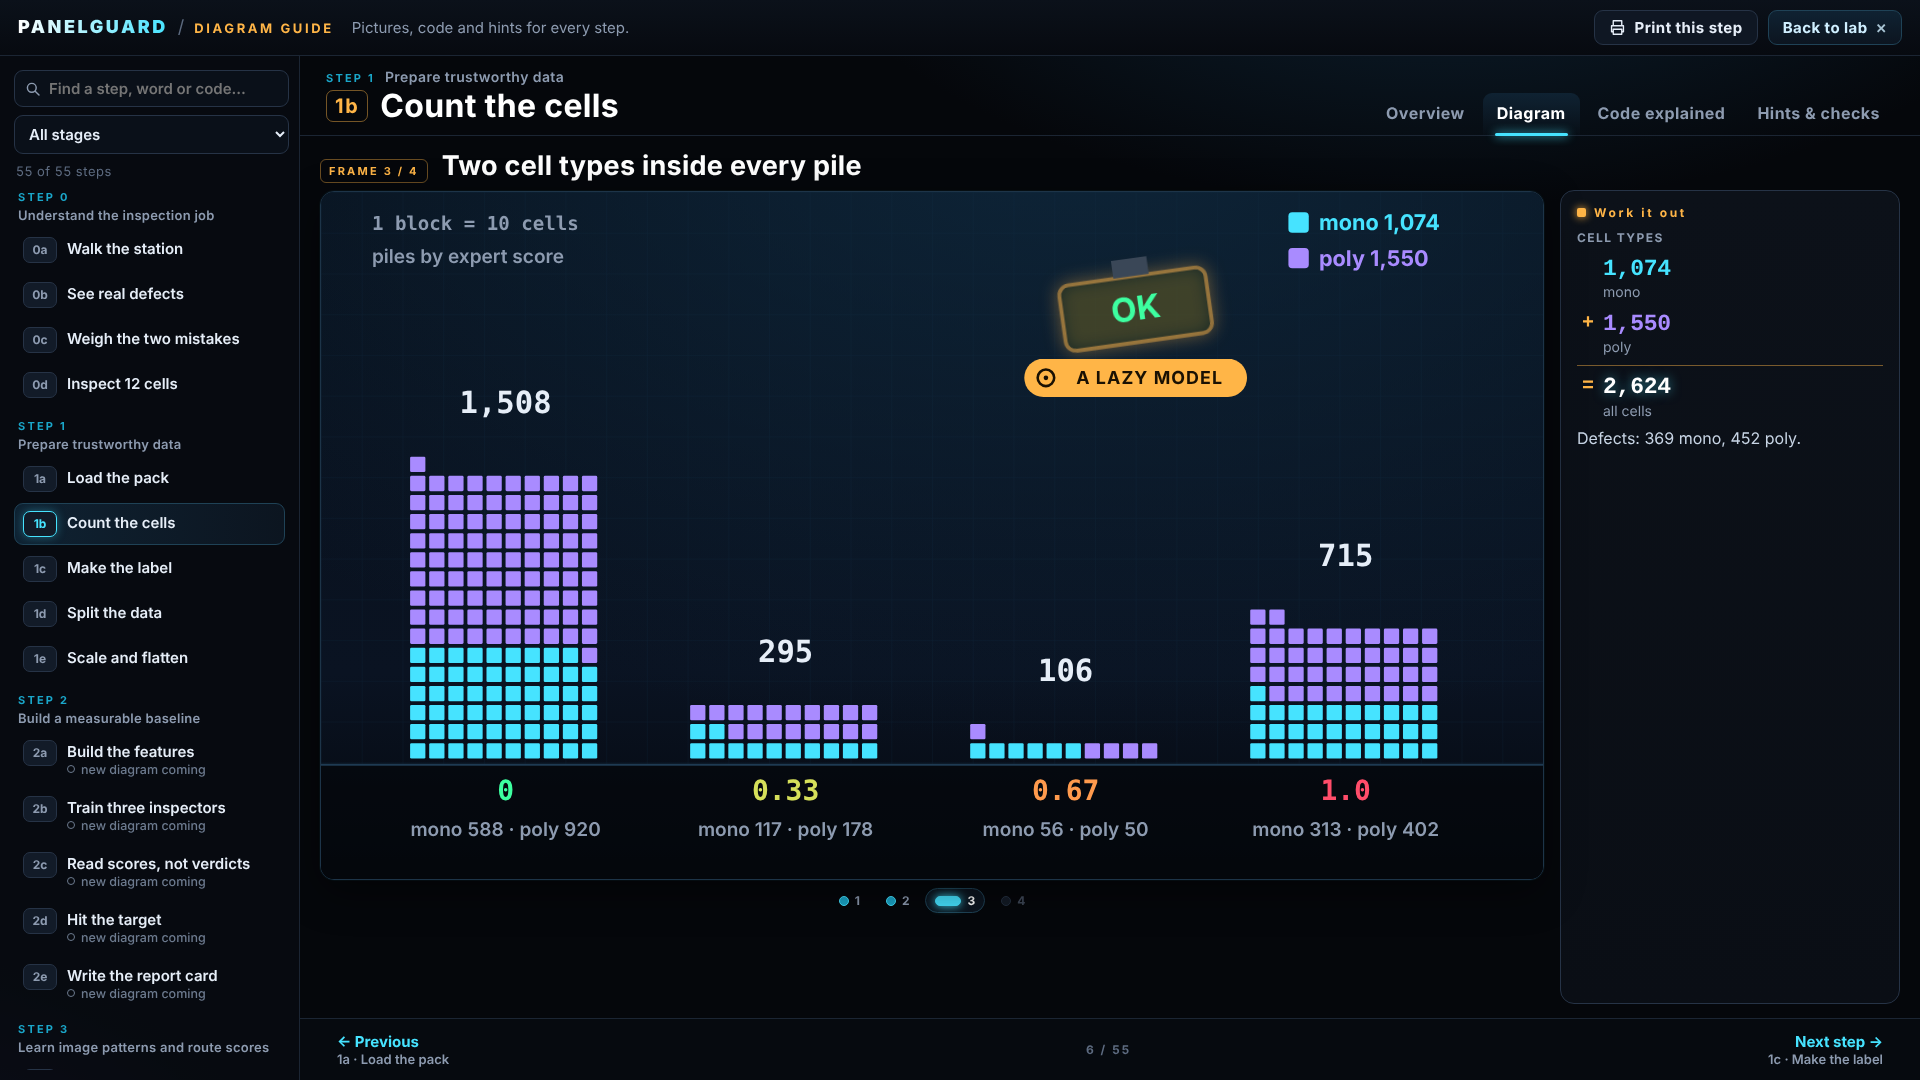 PANELGUARD / DIAGRAM GUIDE Pictures, code and hints for every step.
Print this step
Back to lab ×
Find a step, word or code...
All stages
55 of 55 steps
STEP 0
Understand the inspection job
0a Walk the station
0b See real defects
0c Weigh the two mistakes
0d Inspect 12 cells
STEP 1
Prepare trustworthy data
1a Load the pack
1b Count the cells
1c Make the label
1d Split the data
1e Scale and flatten
STEP 2
Build a measurable baseline
2a Build the features
new diagram coming
2b Train three inspectors
new diagram coming
2c Read scores, not verdicts
new diagram coming
2d Hit the target
new diagram coming
2e Write the report card
new diagram coming
STEP 3
Learn image patterns and route scores
STEP 1 Prepare trustworthy data
1b Count the cells
Overview
Diagram
Code explained
Hints & checks
FRAME 3 / 4 Two cell types inside every pile
1 block = 10 cells
piles by expert score
mono 1,074
poly 1,550
OK
A LAZY MODEL
1,508
295
106
715
0
0.33
0.67
1.0
mono 588 · poly 920
mono 117 · poly 178
mono 56 · poly 50
mono 313 · poly 402
1
2
3
4
Work it out
CELL TYPES
1,074
mono
+ 1,550
poly
= 2,624
all cells
Defects: 369 mono, 452 poly.
← Previous
1a · Load the pack
6 / 55
Next step →
1c · Make the label